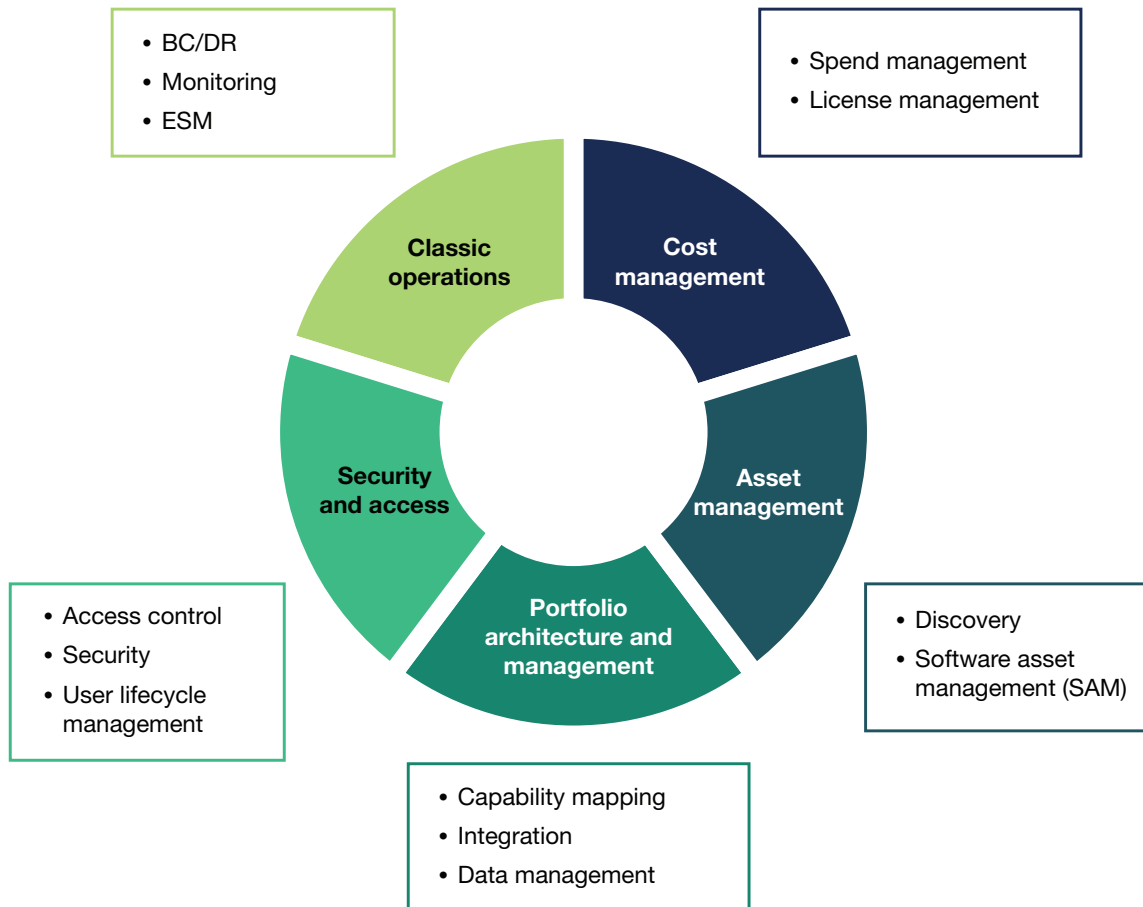 • BC/DR
• Monitoring
• ESM
• Spend management
• License management
Classic
operations
Cost
management
Security
and access
Asset
management
Portfolio
architecture and
management
• Access control
• Security
• User lifecycle
management
• Discovery
• Software asset
management (SAM)
• Capability mapping
• Integration
• Data management